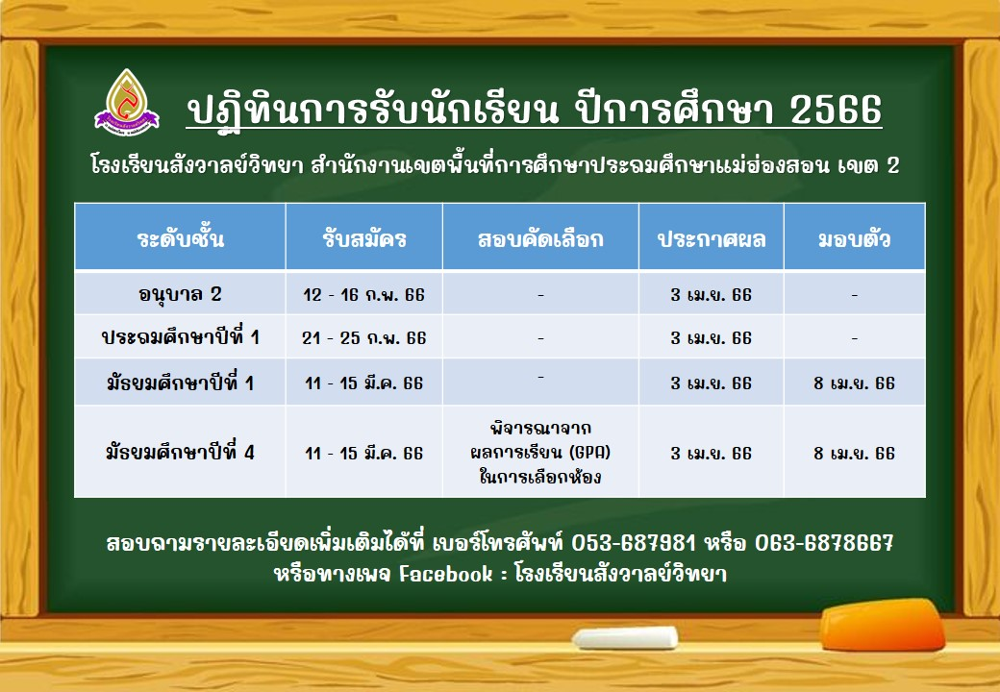 ปฏิทินการรับนักเรียน ปีการศึกษา 2566
โรงเรียนสังวาลย์วิทยา สำนักงานเขตพื้นที่การศึกษาประถมศึกษาแม่ฮ่องสอน เขต 2
ระดับชั้น รับสมัคร สอบคัดเลือก ประกาศผล มอบตัว
อนุบาล 2 12 - 16 ก.พ. 66 - 3 เม.ย. 66 -
ประถมศึกษาปีที่ 1 21 - 25 ก.พ. 66 - 3 เม.ย. 66 -
มัธยมศึกษาปีที่ 1 11 - 15 มี.ค. 66 - 3 เม.ย. 66 8 เม.ย. 66
มัธยมศึกษาปีที่ 4 11 - 15 มี.ค. 66 พิจารณาจาก
ผลการเรียน (GPA)
ในการเลือกห้อง
3 เม.ย. 66 8 เม.ย. 66
สอบถามรายละเอียดเพิ่มเติมได้ที่ เบอร์โทรศัพท์ 053-687981 หรือ 063-6878667
หรือทางเพจ Facebook : โรงเรียนสังวาลย์วิทยา